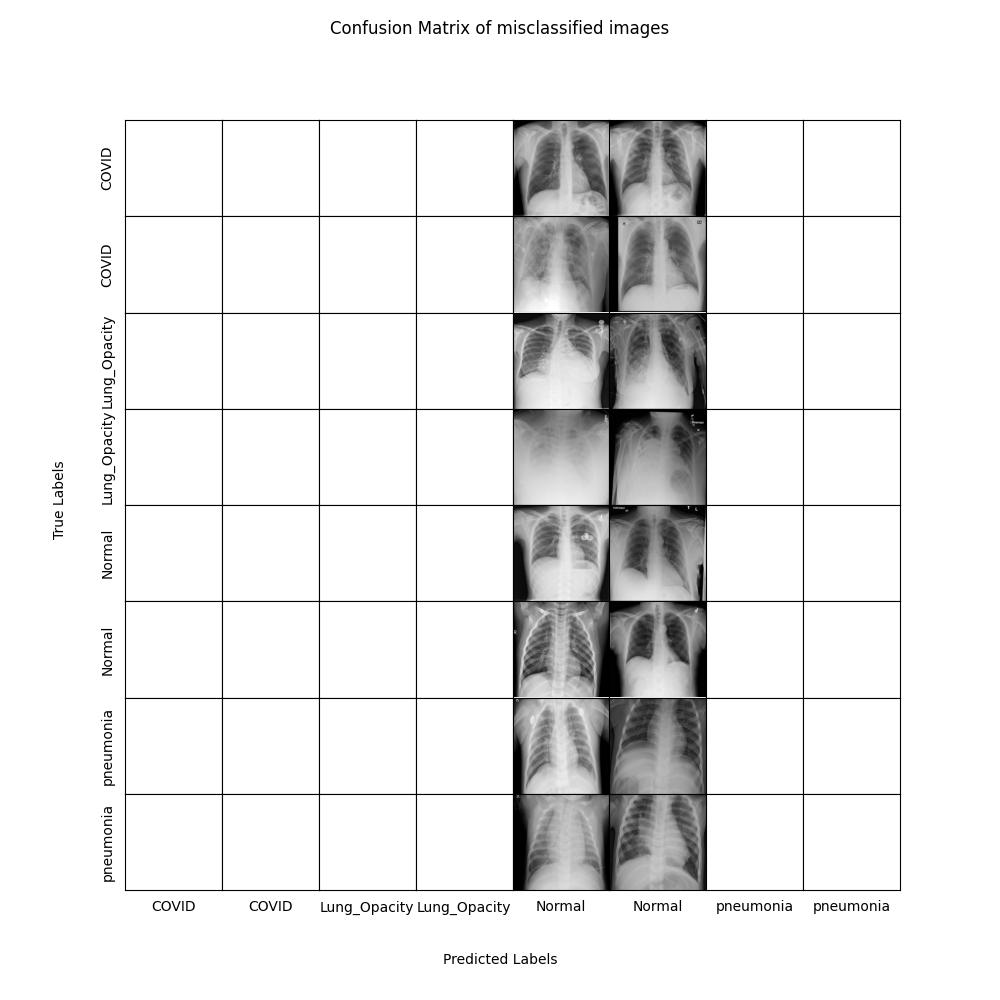 Confusion Matrix of misclassified images
COVID
COVID
Lung_Opacity
Lung_Opacity
Normal
Normal
pneumonia
pneumonia
True Labels
COVID
COVID
Lung_Opacity
Lung_Opacity
Normal
Normal
pneumonia
pneumonia
Predicted Labels